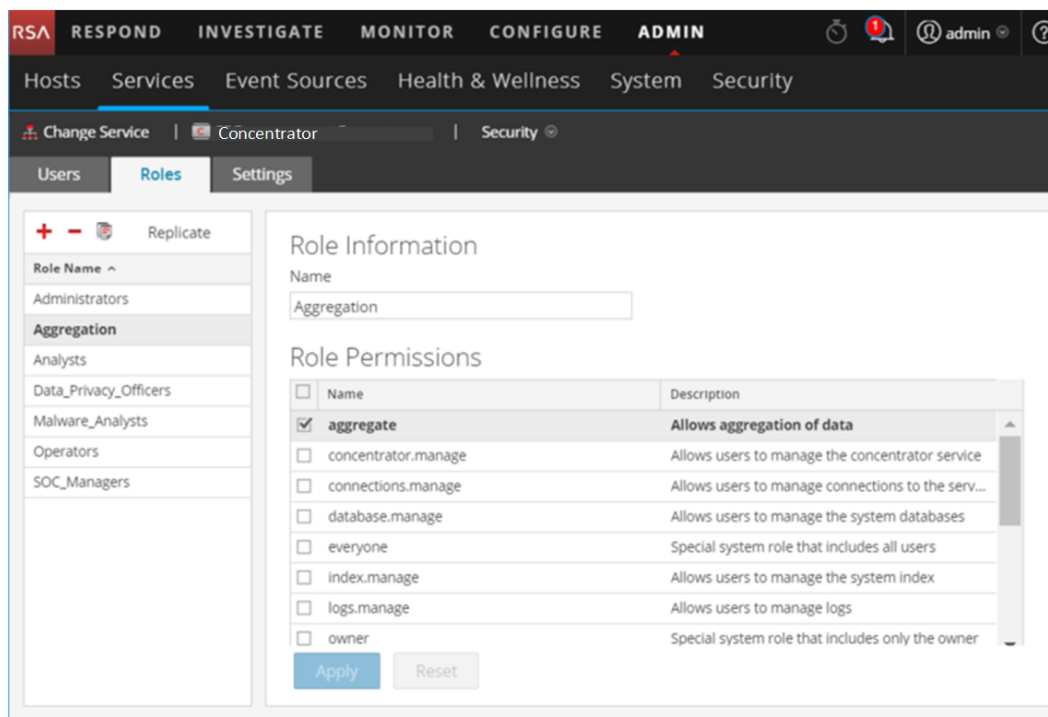 RSA RESPOND INVESTIGATE MONITOR CONFIGURE ADMIN 1 admin ?
Hosts Services Event Sources Health & Wellness System Security
Change Service | C Concentrator | Security
Users Roles Settings
+ − Replicate
Role Name
Administrators
Aggregation
Analysts
Data_Privacy_Officers
Malware_Analysts
Operators
SOC_Managers
Role Information
Name
Aggregation
Role Permissions
Name Description
aggregate Allows aggregation of data
concentrator.manage Allows users to manage the concentrator service
connections.manage Allows users to manage connections to the serv...
database.manage Allows users to manage the system databases
everyone Special system role that includes all users
index.manage Allows users to manage the system index
logs.manage Allows users to manage logs
owner Special system role that includes only the owner
Apply Reset